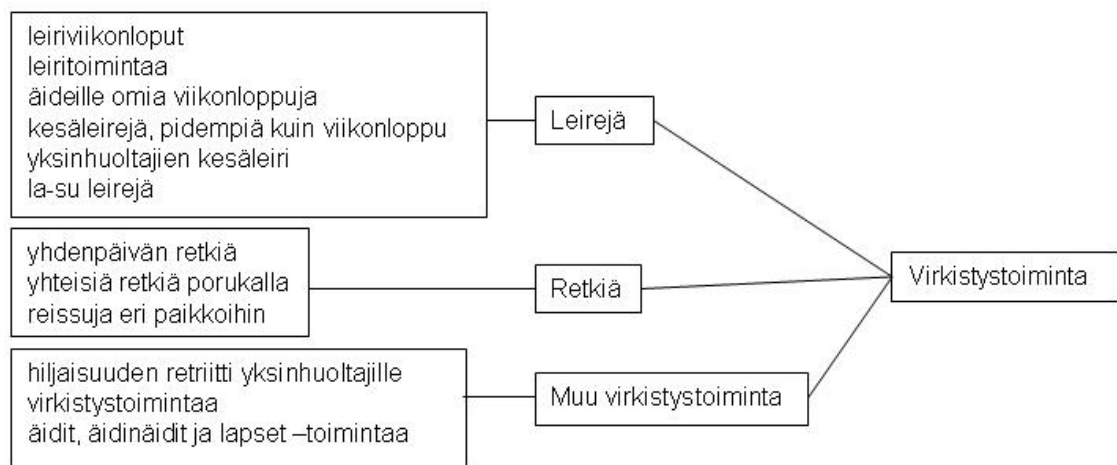 leiriviikonloput
leiritoimintaa
äideille omia viikonloppuja
kesäleirejä, pidempiä kuin viikonloppu
yksinhuoltajien kesäleiri
la-su leirejä
Leirejä
yhdenpäivän retkiä
yhteisiä retkiä porukalla
reissuja eri paikkoihin
Retkiä
Virkistystoiminta
hiljaisuuden retriitti yksinhuoltajille
virkistystoimintaa
äidit, äidinäidit ja lapset –toimintaa
Muu virkistystoiminta